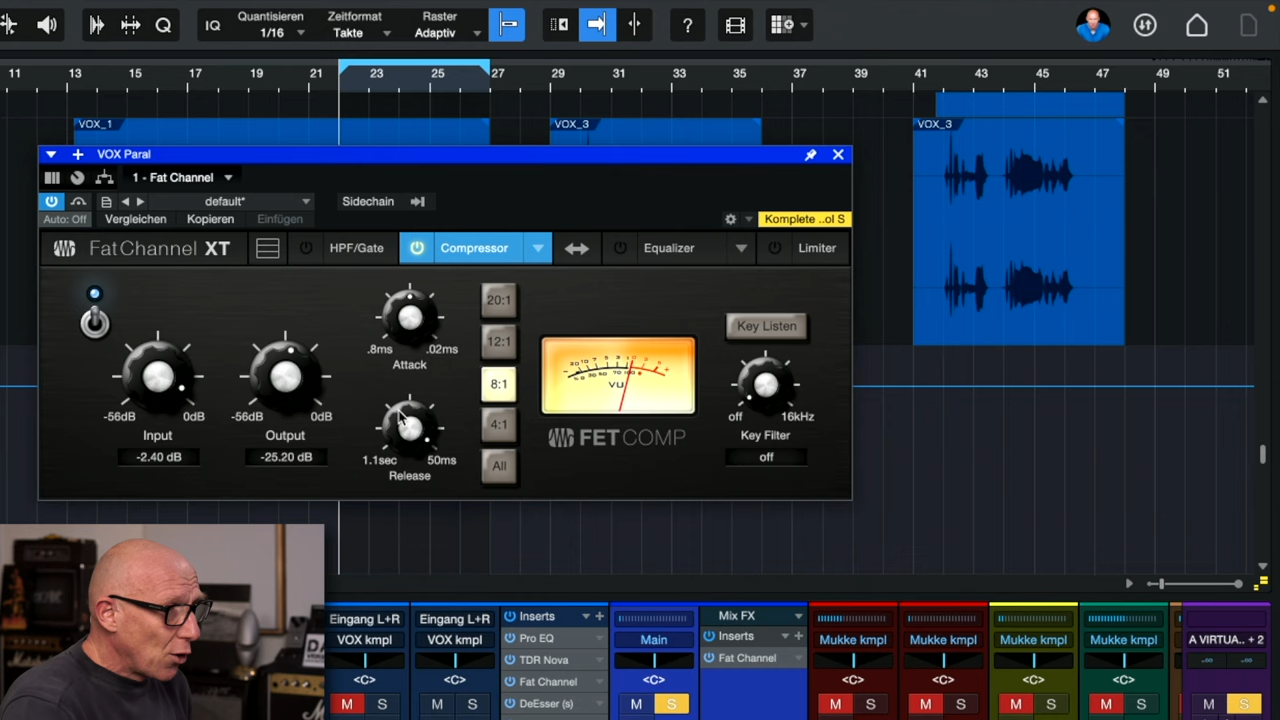 IQ
Quantisieren
1/16
Zeitformat
Takte
Raster
Adaptiv
?
11 13 15 17 19 21 23 25 27 29 31 33 35 37 39 41 43 45 47 49 51
VOX_1
VOX_3
VOX_3
VOX Paral
1 - Fat Channel
default*
Sidechain
Auto: Off
Vergleichen
Kopieren
Einfügen
Komplete ..ol S
FatChannel XT
HPF/Gate
Compressor
Equalizer
Limiter
-56dB 0dB
Input
-2.40 dB
-56dB 0dB
Output
-25.20 dB
.8ms .02ms
Attack
1.1sec 50ms
Release
20:1
12:1
8:1
4:1
All
VU
FETCOMP
Key Listen
off 16kHz
Key Filter
off
Eingang L+R
VOX kmpl
<C>
M S
Eingang L+R
VOX kmpl
<C>
M S
Inserts
Pro EQ
TDR Nova
Fat Channel
DeEsser (s)
Main
<C>
M S
Mix FX
Inserts
Fat Channel
Mukke kmpl
<C>
M S
Mukke kmpl
<C>
M S
Mukke kmpl
<C>
M S
Mukke kmpl
<C>
M S
A VIRTUA.. + 2
-∞ -∞
M S